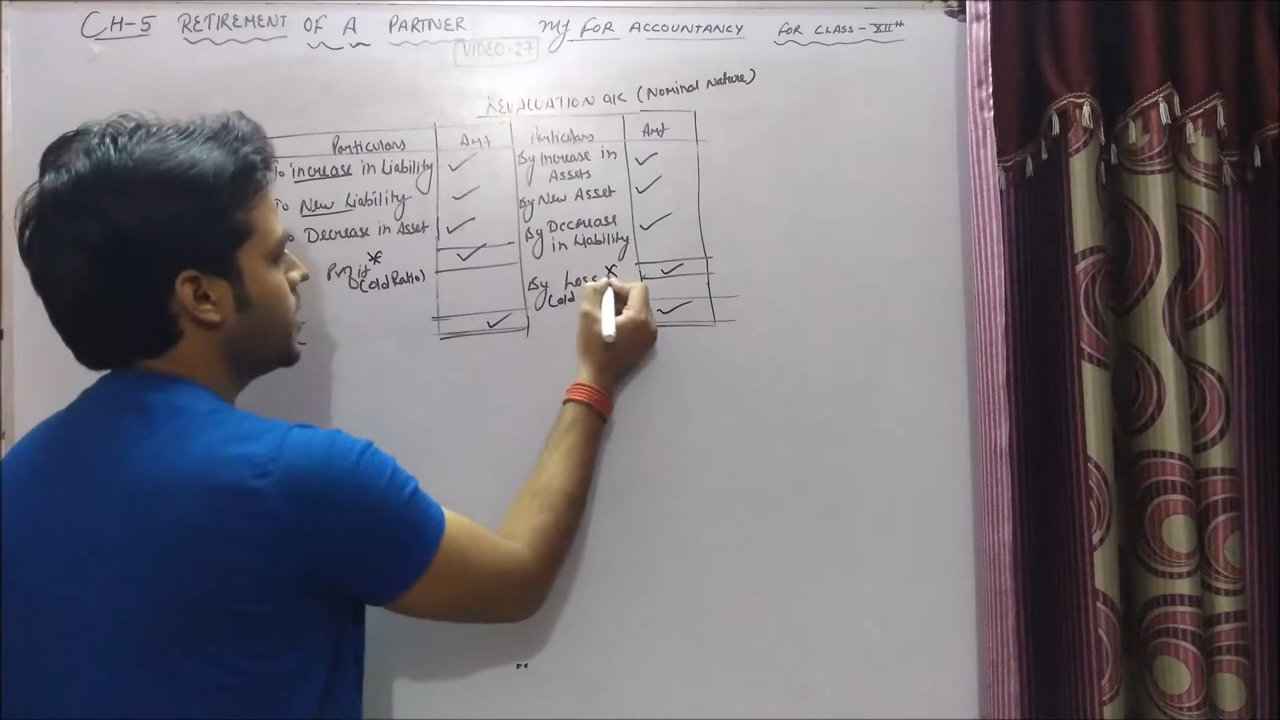 CH-5 RETIREMENT OF A PARTNER MJ FOR ACCOUNTANCY FOR CLASS-XIIth
VIDEO-27
REVALUATION a/c (Nominal Nature)
Particulars Amt Particulars Amt
To increase in Liability
To New Liability
Decrease in Asset
Profit*
(Old Ratio)
By Increase in
Assets
By New Asset
By Decrease
in Liability
By Loss *
(Old